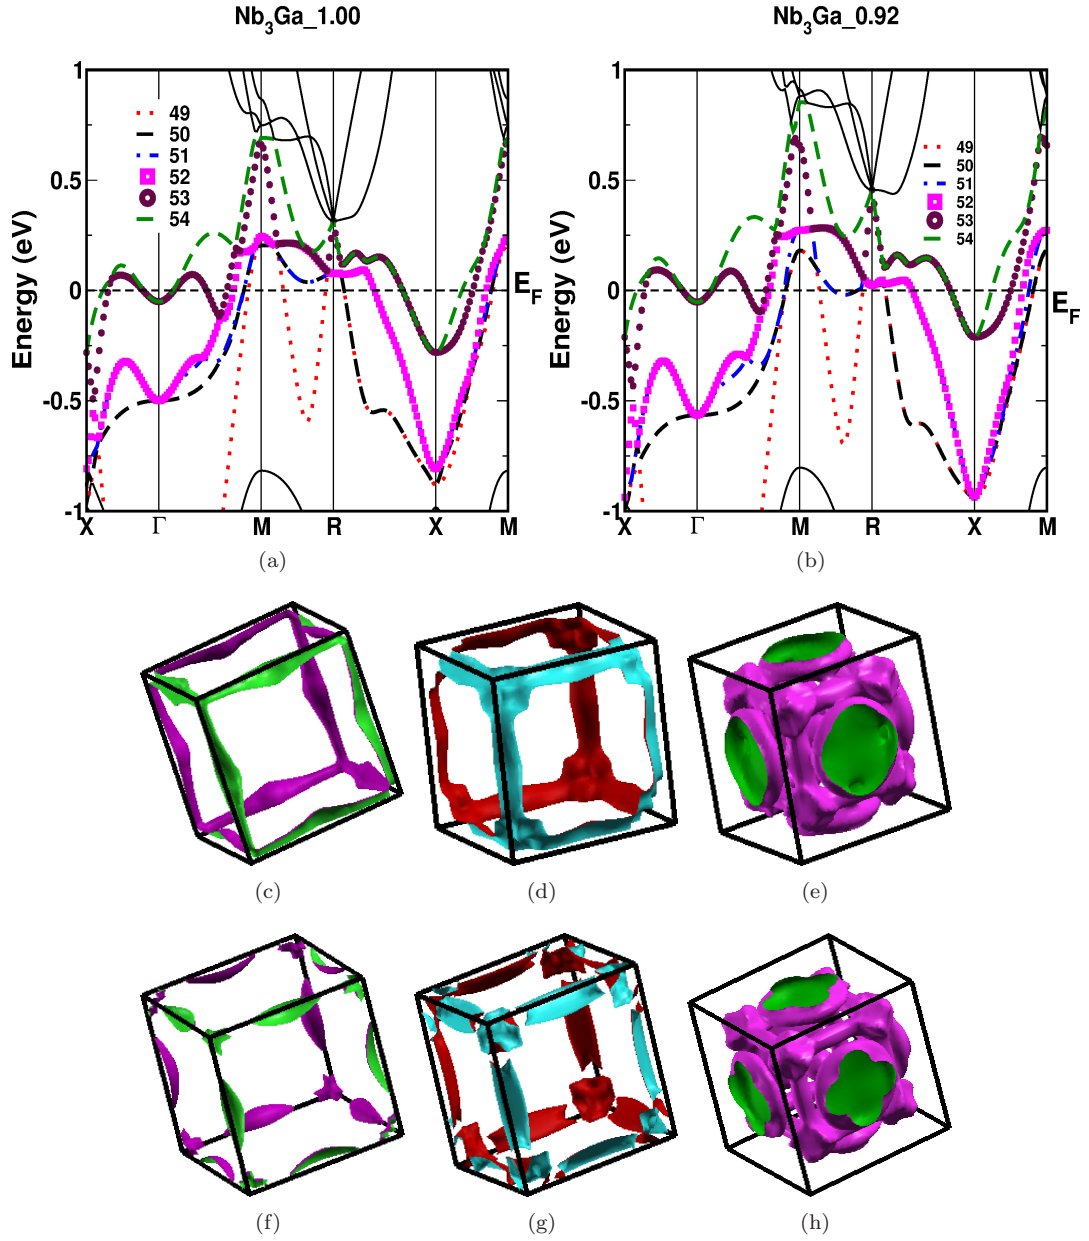 Nb3Ga_1.00
Nb3Ga_0.92
1
0.5
0
-0.5
-1
Energy (eV)
49
50
51
52
53
54
X Γ M R X M
EF
(a)
1
0.5
0
-0.5
-1
Energy (eV)
49
50
51
52
53
54
X Γ M R X M
EF
(b)
(c)
(d)
(e)
(f)
(g)
(h)